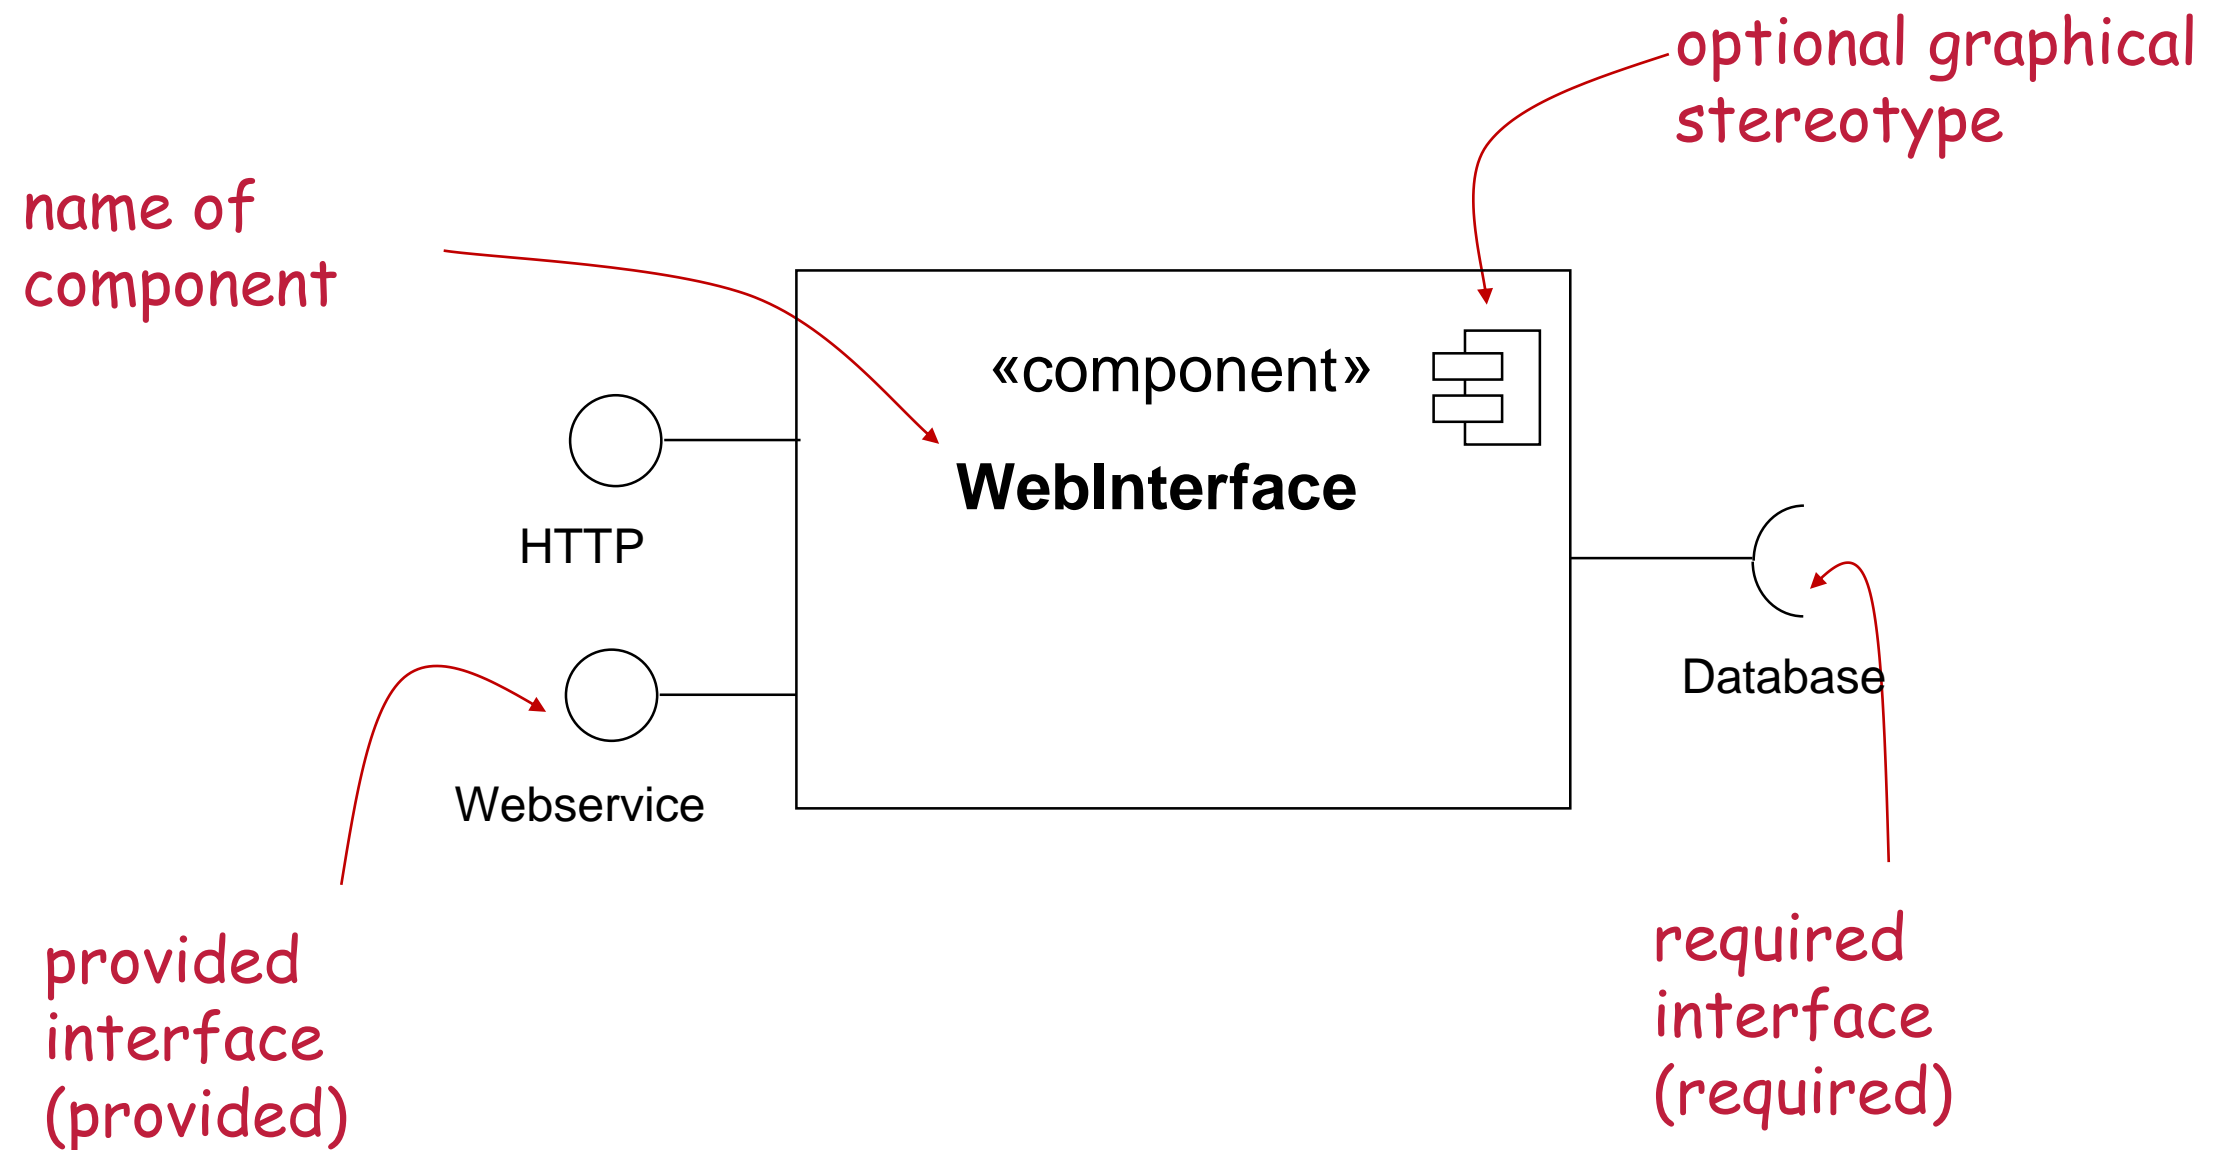 optional graphical
stereotype
name of
component
«component»
WebInterface
HTTP
Database
Webservice
provided
interface
(provided)
required
interface
(required)